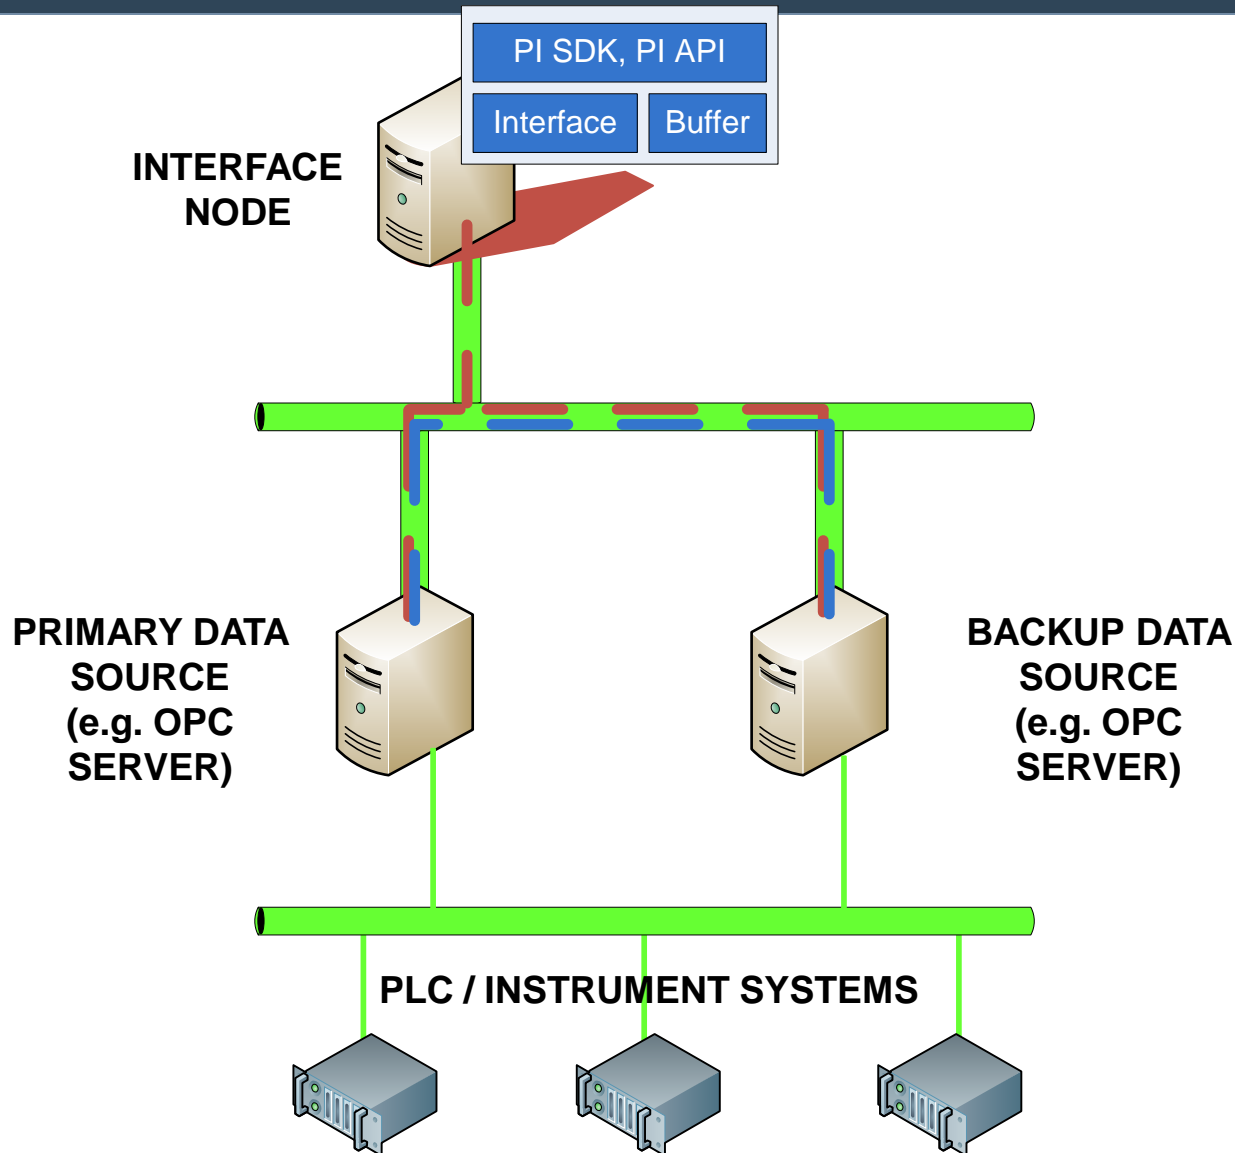 PI SDK, PI API
Interface
Buffer
INTERFACE
NODE
PRIMARY DATA
SOURCE
(e.g. OPC
SERVER)
BACKUP DATA
SOURCE
(e.g. OPC
SERVER)
PLC / INSTRUMENT SYSTEMS